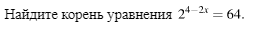 Найдите корень уравнения 2^{4−2x} = 64.